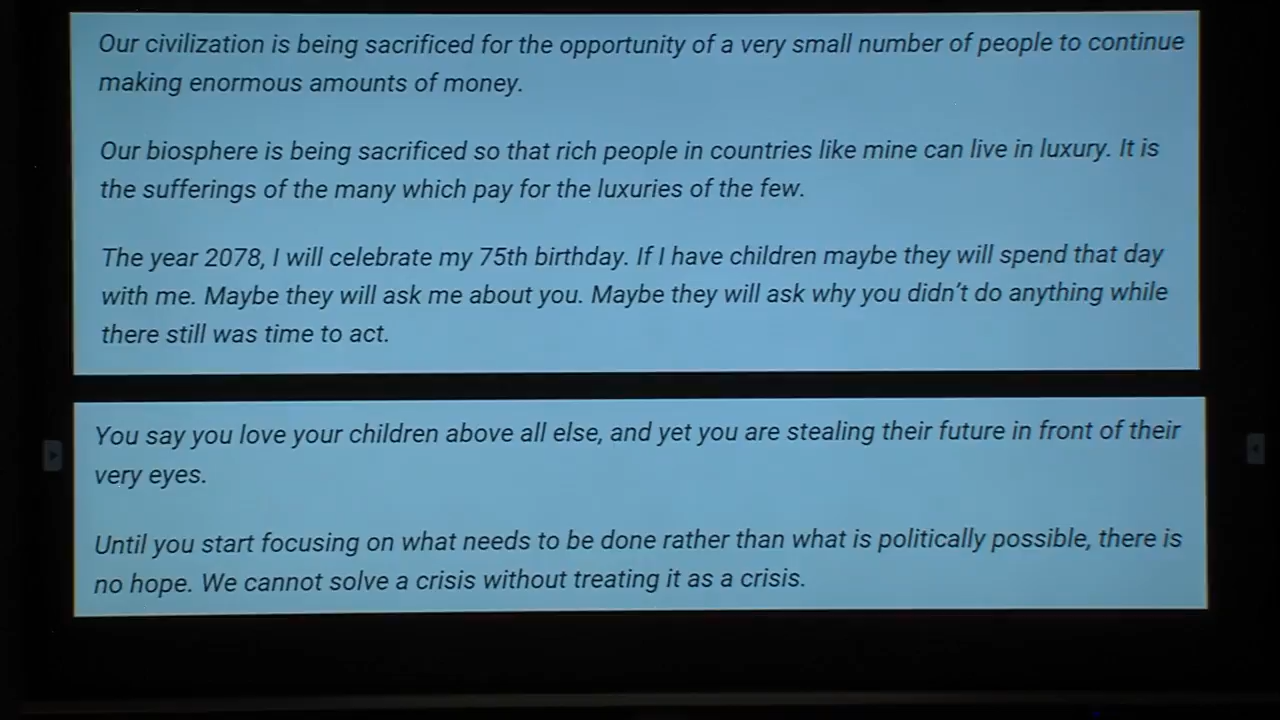 Our civilization is being sacrificed for the opportunity of a very small number of people to continue
making enormous amounts of money.
Our biosphere is being sacrificed so that rich people in countries like mine can live in luxury. It is
the sufferings of the many which pay for the luxuries of the few.
The year 2078, I will celebrate my 75th birthday. If I have children maybe they will spend that day
with me. Maybe they will ask me about you. Maybe they will ask why you didn't do anything while
there still was time to act.
You say you love your children above all else, and yet you are stealing their future in front of their
very eyes.
Until you start focusing on what needs to be done rather than what is politically possible, there is
no hope. We cannot solve a crisis without treating it as a crisis.